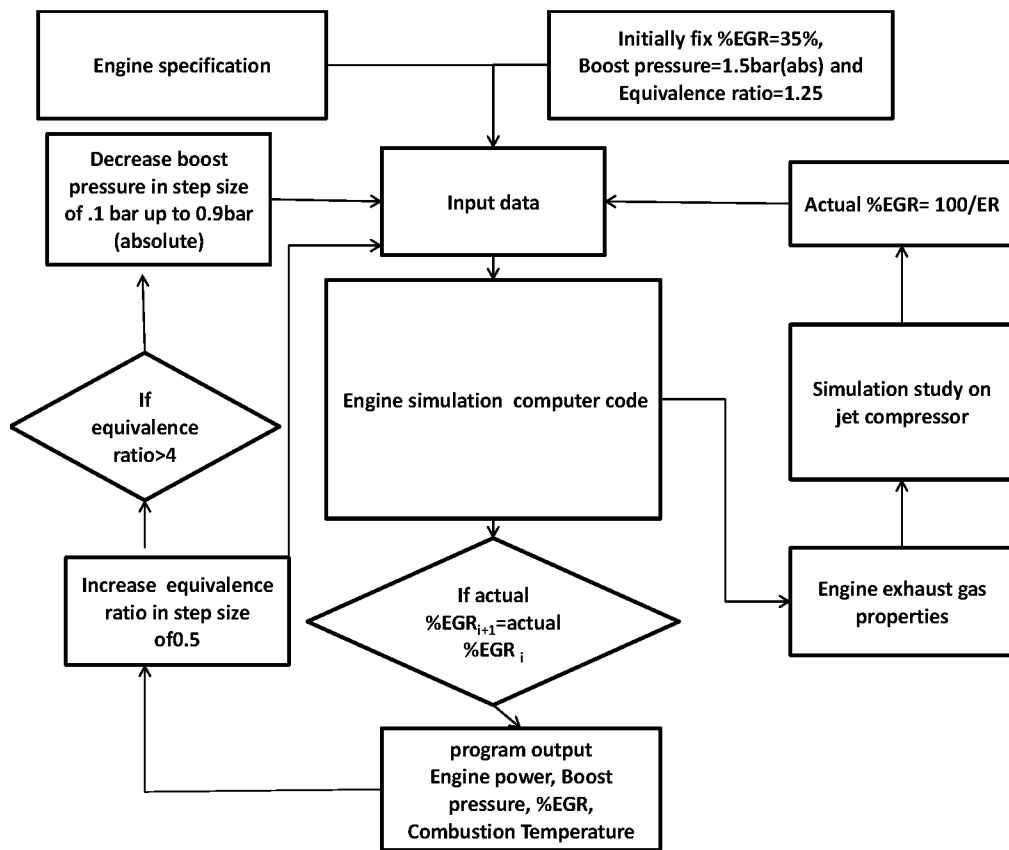 Engine specification
Initially fix %EGR=35%,
Boost pressure=1.5bar(abs) and
Equivalence ratio=1.25
Decrease boost
pressure in step size
of .1 bar up to 0.9bar
(absolute)
Input data
Actual %EGR= 100/ER
If
equivalence
ratio>4
Engine simulation  computer code
Simulation study on
jet compressor
Increase  equivalence
ratio in step size
of0.5
If actual
%EGRi+1=actual
%EGR i
Engine exhaust gas
properties
program output
Engine power, Boost
pressure, %EGR,
Combustion Temperature